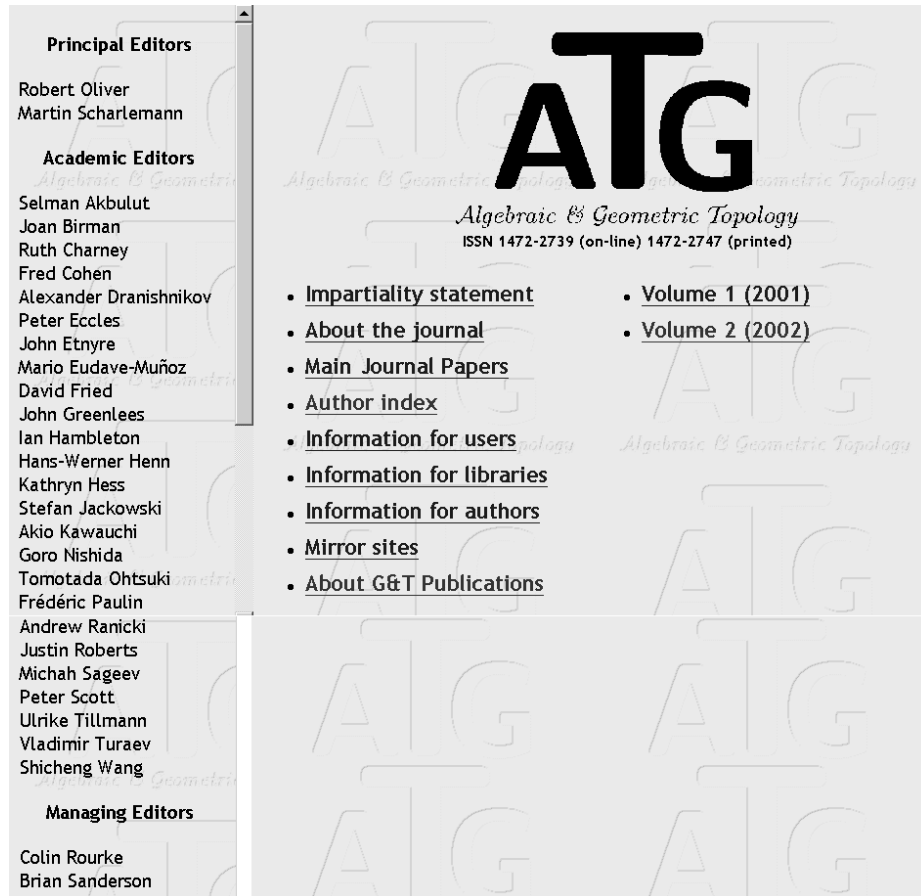 Principal Editors
Robert Oliver
Martin Scharlemann
Academic Editors
Selman Akbulut
Joan Birman
Ruth Charney
Fred Cohen
Alexander Dranishnikov
Peter Eccles
John Etnyre
Mario Eudave-Muñoz
David Fried
John Greenlees
Ian Hambleton
Hans-Werner Henn
Kathryn Hess
Stefan Jackowski
Akio Kawauchi
Goro Nishida
Tomotada Ohtsuki
Frédéric Paulin
Andrew Ranicki
Justin Roberts
Michah Sageev
Peter Scott
Ulrike Tillmann
Vladimir Turaev
Shicheng Wang
Managing Editors
Colin Rourke
Brian Sanderson
ATG
Algebraic & Geometric Topology
ISSN 1472-2739 (on-line) 1472-2747 (printed)
• Impartiality statement
• About the journal
• Main Journal Papers
• Author index
• Information for users
• Information for libraries
• Information for authors
• Mirror sites
• About G&T Publications
• Volume 1 (2001)
• Volume 2 (2002)